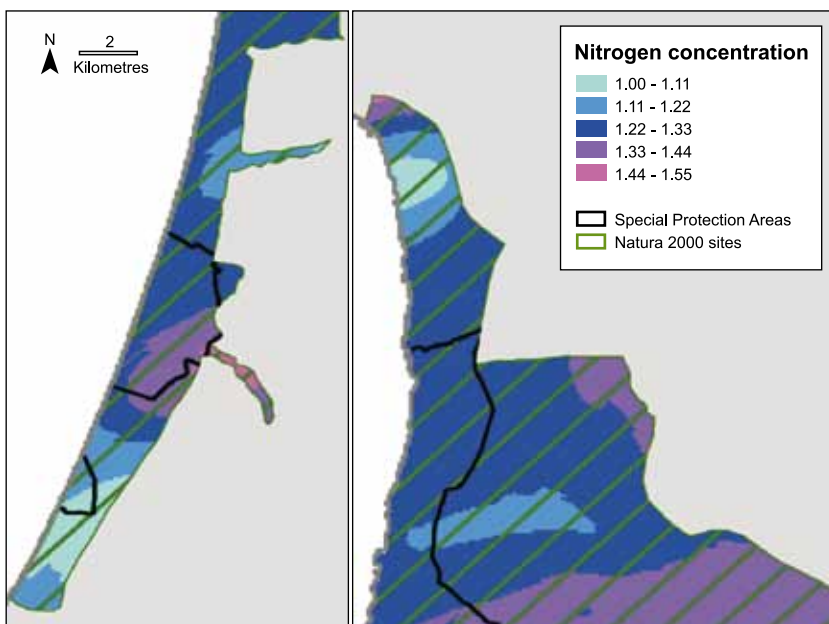 N
2
Kilometres
Nitrogen concentration
1.00 - 1.11
1.11 - 1.22
1.22 - 1.33
1.33 - 1.44
1.44 - 1.55
Special Protection Areas
Natura 2000 sites